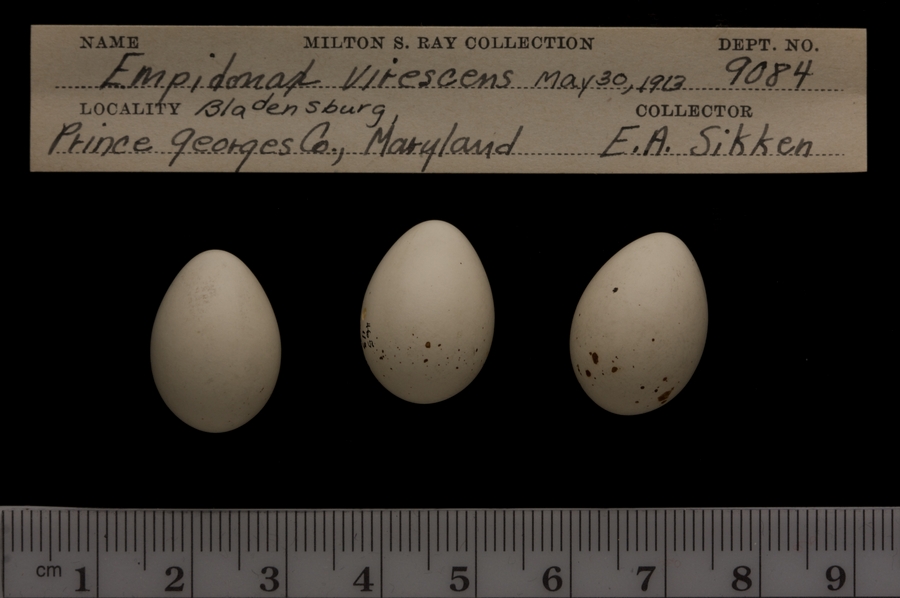 NAME MILTON S. RAY COLLECTION DEPT. NO.
Empidonax virescens May 30, 1913 9084
LOCALITY Bladensburg, COLLECTOR
Prince Georges Co., Maryland E.A. Sikken
cm 1 2 3 4 5 6 7 8 9